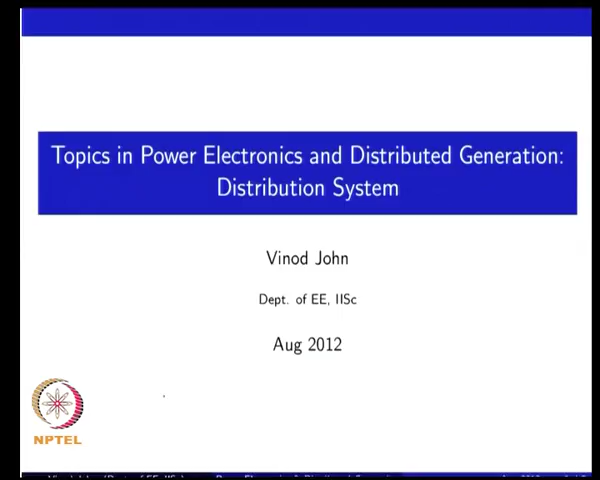 Topics in Power Electronics and Distributed Generation:
Distribution System
Vinod John
Dept. of EE, IISc
Aug 2012
NPTEL